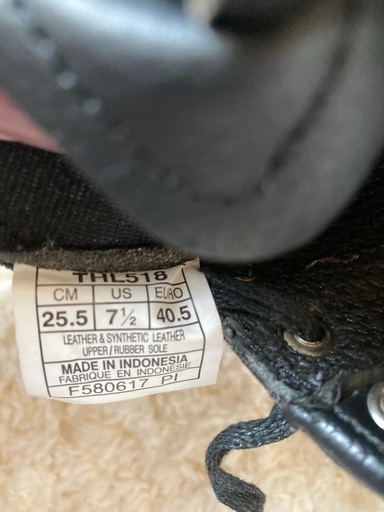 THL518
CM US EURO
25.5 7½ 40.5
LEATHER & SYNTHETIC LEATHER
UPPER / RUBBER SOLE
MADE IN INDONESIA
FABRIQUE EN INDONESIE
F580617 PI